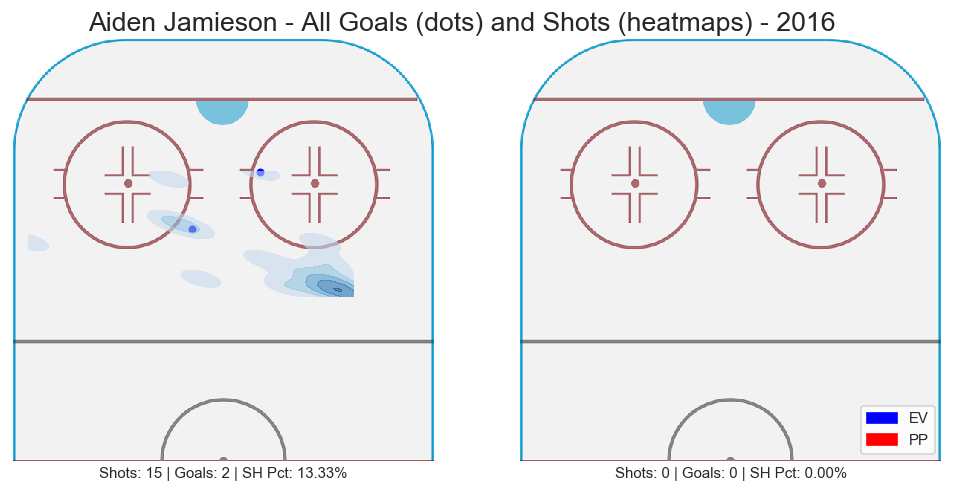 Aiden Jamieson - All Goals (dots) and Shots (heatmaps) - 2016
EV
PP
Shots: 15 | Goals: 2 | SH Pct: 13.33%
Shots: 0 | Goals: 0 | SH Pct: 0.00%